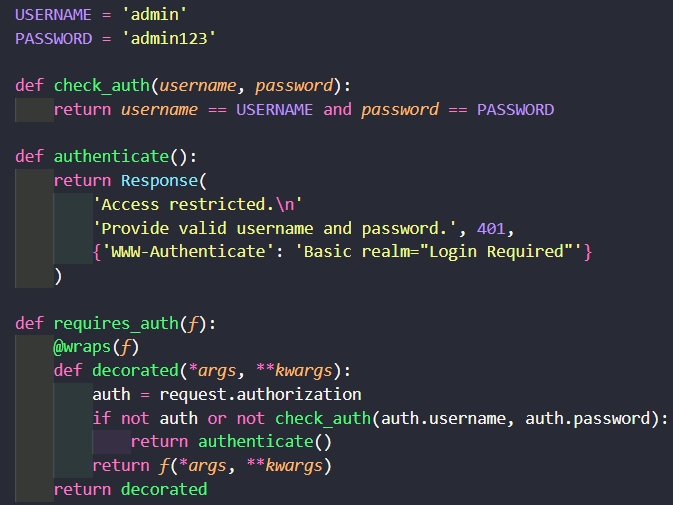 USERNAME = 'admin'
PASSWORD = 'admin123'

def check_auth(username, password):
    return username == USERNAME and password == PASSWORD

def authenticate():
    return Response(
        'Access restricted.\n'
        'Provide valid username and password.', 401,
        {'WWW-Authenticate': 'Basic realm="Login Required"'}
    )

def requires_auth(f):
    @wraps(f)
    def decorated(*args, **kwargs):
        auth = request.authorization
        if not auth or not check_auth(auth.username, auth.password):
            return authenticate()
        return f(*args, **kwargs)
    return decorated